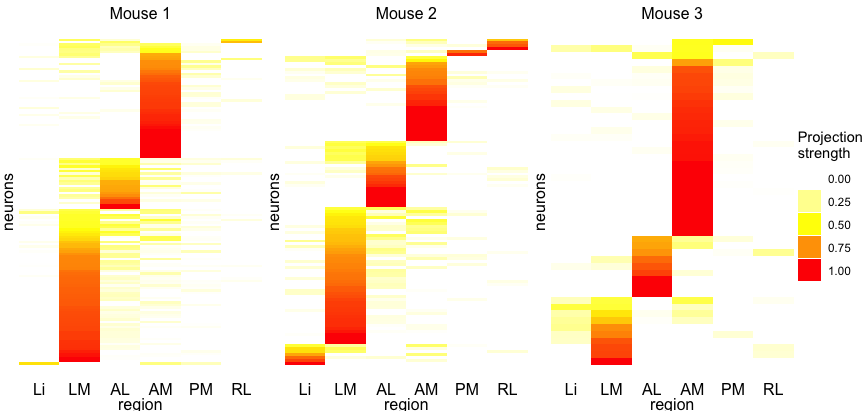 Mouse 1
Mouse 2
Mouse 3
neurons
neurons
neurons
Li LM AL AM PM RL
Li LM AL AM PM RL
Li LM AL AM PM RL
region
region
region
Projection
strength
0.00
0.25
0.50
0.75
1.00